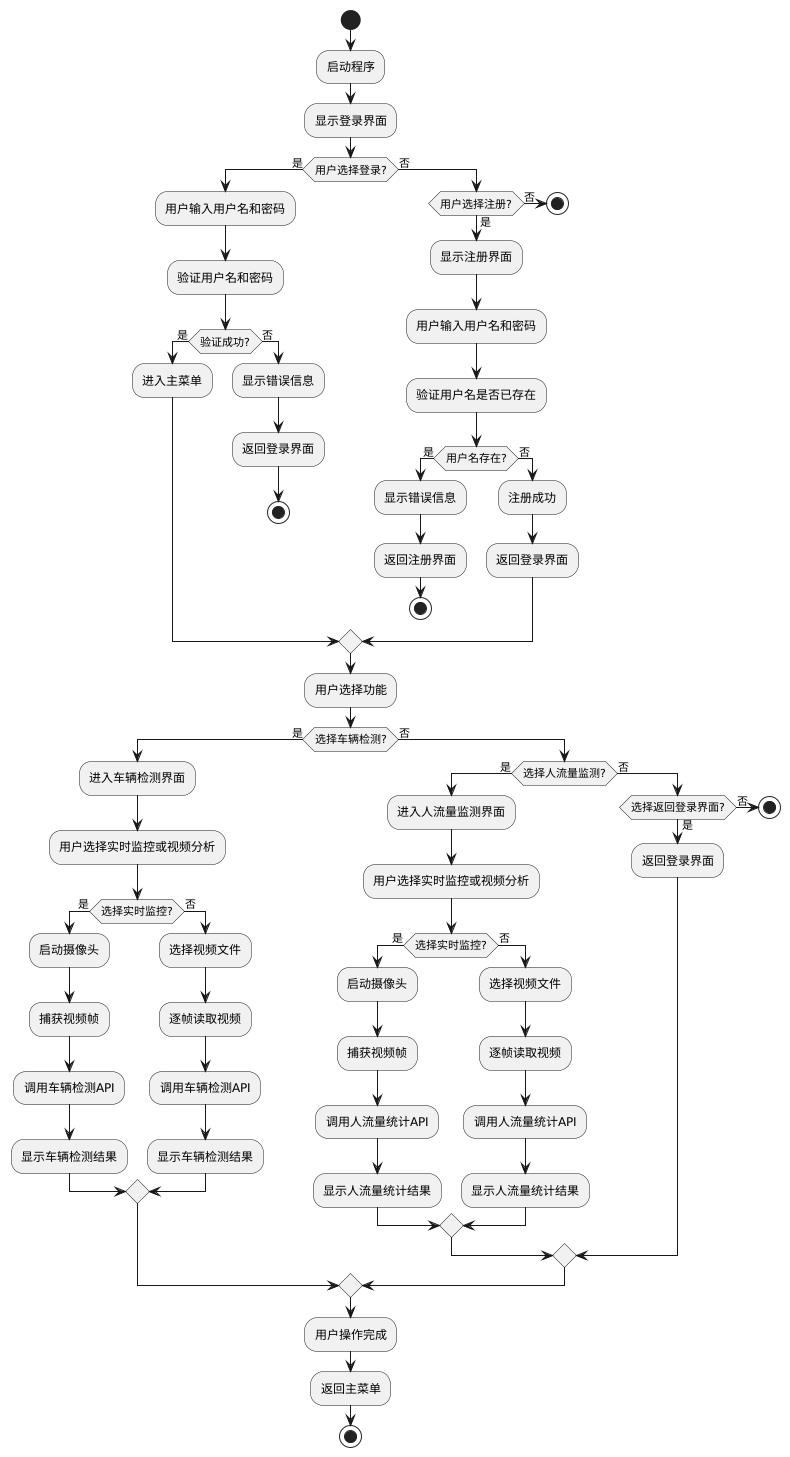 启动程序
显示登录界面
是
用户选择登录?
否
用户输入用户名和密码
用户选择注册?
否
是
显示注册界面
验证用户名和密码
用户输入用户名和密码
是
验证成功?
否
进入主菜单
显示错误信息
验证用户名是否已存在
返回登录界面
是
用户名存在?
否
显示错误信息
注册成功
返回注册界面
返回登录界面
用户选择功能
是
选择车辆检测?
否
进入车辆检测界面
是
选择人流量监测?
否
进入人流量监测界面
选择返回登录界面?
否
是
用户选择实时监控或视频分析
返回登录界面
用户选择实时监控或视频分析
是
选择实时监控?
否
启动摄像头
选择视频文件
是
选择实时监控?
否
启动摄像头
选择视频文件
捕获视频帧
逐帧读取视频
捕获视频帧
逐帧读取视频
调用车辆检测API
调用车辆检测API
调用人流量统计API
调用人流量统计API
显示车辆检测结果
显示车辆检测结果
显示人流量统计结果
显示人流量统计结果
用户操作完成
返回主菜单